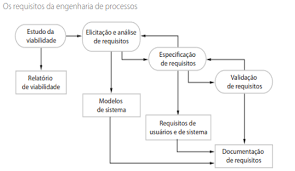 Os requisitos da engenharia de processos
Estudo da
viabilidade
Elicitação e análise
de requisitos
Especificação
de requisitos
Validação
de requisitos
Relatório
de viabilidade
Modelos
de sistema
Requisitos de
usuários e de sistema
Documentação
de requisitos